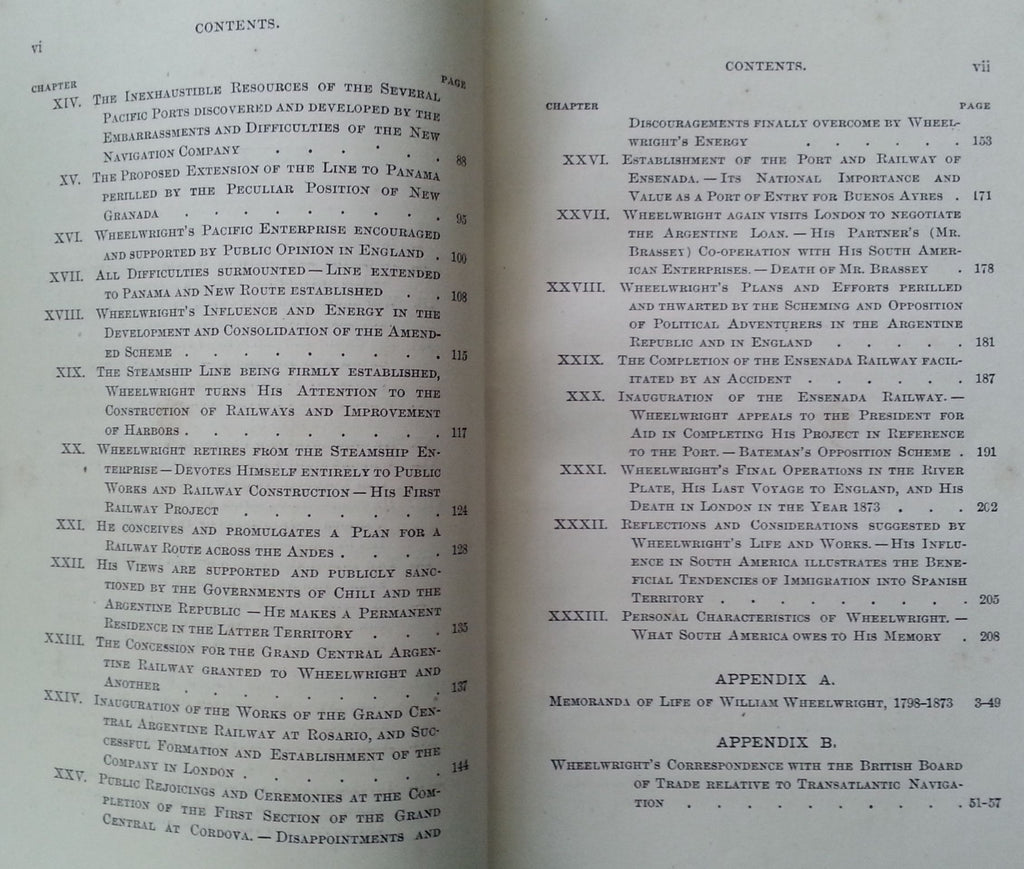 vi
CONTENTS.
CHAPTER PAGE
XIV. The Inexhaustible Resources of the Several
Pacific Ports discovered and developed by the
Embarrassments and Difficulties of the New
Navigation Company . . . . . . 88
XV. The Proposed Extension of the Line to Panama
perilled by the Peculiar Position of New
Granada . . . . . . . . . 95
XVI. Wheelwright's Pacific Enterprise encouraged
and supported by Public Opinion in England . 100
XVII. All Difficulties surmounted — Line extended
to Panama and New Route established . . 108
XVIII. Wheelwright's Influence and Energy in the
Development and Consolidation of the Amend-
ed Scheme . . . . . . . . . 115
XIX. The Steamship Line being firmly established,
Wheelwright turns His Attention to the
Construction of Railways and Improvement
of Harbors . . . . . . . . . 117
XX. Wheelwright retires from the Steamship En-
terprise — Devotes Himself entirely to Public
Works and Railway Construction — His First
Railway Project . . . . . . . 124
XXI. He conceives and promulgates a Plan for a
Railway Route across the Andes . . . . 128
XXII. His Views are supported and publicly sanc-
tioned by the Governments of Chili and the
Argentine Republic — He makes a Permanent
Residence in the Latter Territory . . . 135
XXIII. The Concession for the Grand Central Argen-
tine Railway granted to Wheelwright and
Another . . . . . . . . . 137
XXIV. Inauguration of the Works of the Grand Cen-
tral Argentine Railway at Rosario, and Suc-
cessful Formation and Establishment of the
Company in London . . . . . . . 144
XXV. Public Rejoicings and Ceremonies at the Com-
pletion of the First Section of the Grand
Central at Cordova. — Disappointments and
CONTENTS. vii
CHAPTER PAGE
Discouragements finally overcome by Wheel-
wright's Energy . . . . . . 153
XXVI. Establishment of the Port and Railway of
Ensenada. — Its National Importance and
Value as a Port of Entry for Buenos Ayres . 171
XXVII. Wheelwright again visits London to negotiate
the Argentine Loan. — His Partner's (Mr.
Brassey) Co-operation with His South Amer-
ican Enterprises. — Death of Mr. Brassey . 178
XXVIII. Wheelwright's Plans and Efforts perilled
and thwarted by the Scheming and Opposition
of Political Adventurers in the Argentine
Republic and in England . . . . . 181
XXIX. The Completion of the Ensenada Railway facil-
itated by an Accident . . . . . . 187
XXX. Inauguration of the Ensenada Railway. —
Wheelwright appeals to the President for
Aid in Completing His Project in Reference
to the Port. — Bateman's Opposition Scheme . 191
XXXI. Wheelwright's Final Operations in the River
Plate, His Last Voyage to England, and His
Death in London in the Year 1873 . . . 202
XXXII. Reflections and Considerations suggested by
Wheelwright's Life and Works. — His Influ-
ence in South America illustrates the Bene-
ficial Tendencies of Immigration into Spanish
Territory . . . . . . . . . 205
XXXIII. Personal Characteristics of Wheelwright. —
What South America owes to His Memory . 208
APPENDIX A.
Memoranda of Life of William Wheelwright, 1798–1873 3–49
APPENDIX B.
Wheelwright's Correspondence with the British Board
of Trade relative to Transatlantic Naviga-
tion . . . . . . . . . . 51–57